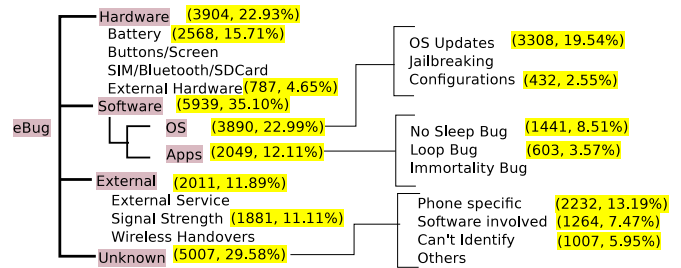 eBug
Hardware (3904, 22.93%)
Battery (2568, 15.71%)
Buttons/Screen
SIM/Bluetooth/SDCard
External Hardware (787, 4.65%)
Software (5939, 35.10%)
OS (3890, 22.99%)
Apps (2049, 12.11%)
External (2011, 11.89%)
External Service
Signal Strength (1881, 11.11%)
Wireless Handovers
Unknown (5007, 29.58%)
OS Updates (3308, 19.54%)
Jailbreaking
Configurations (432, 2.55%)
No Sleep Bug (1441, 8.51%)
Loop Bug (603, 3.57%)
Immortality Bug
Phone specific (2232, 13.19%)
Software involved (1264, 7.47%)
Can't Identify (1007, 5.95%)
Others